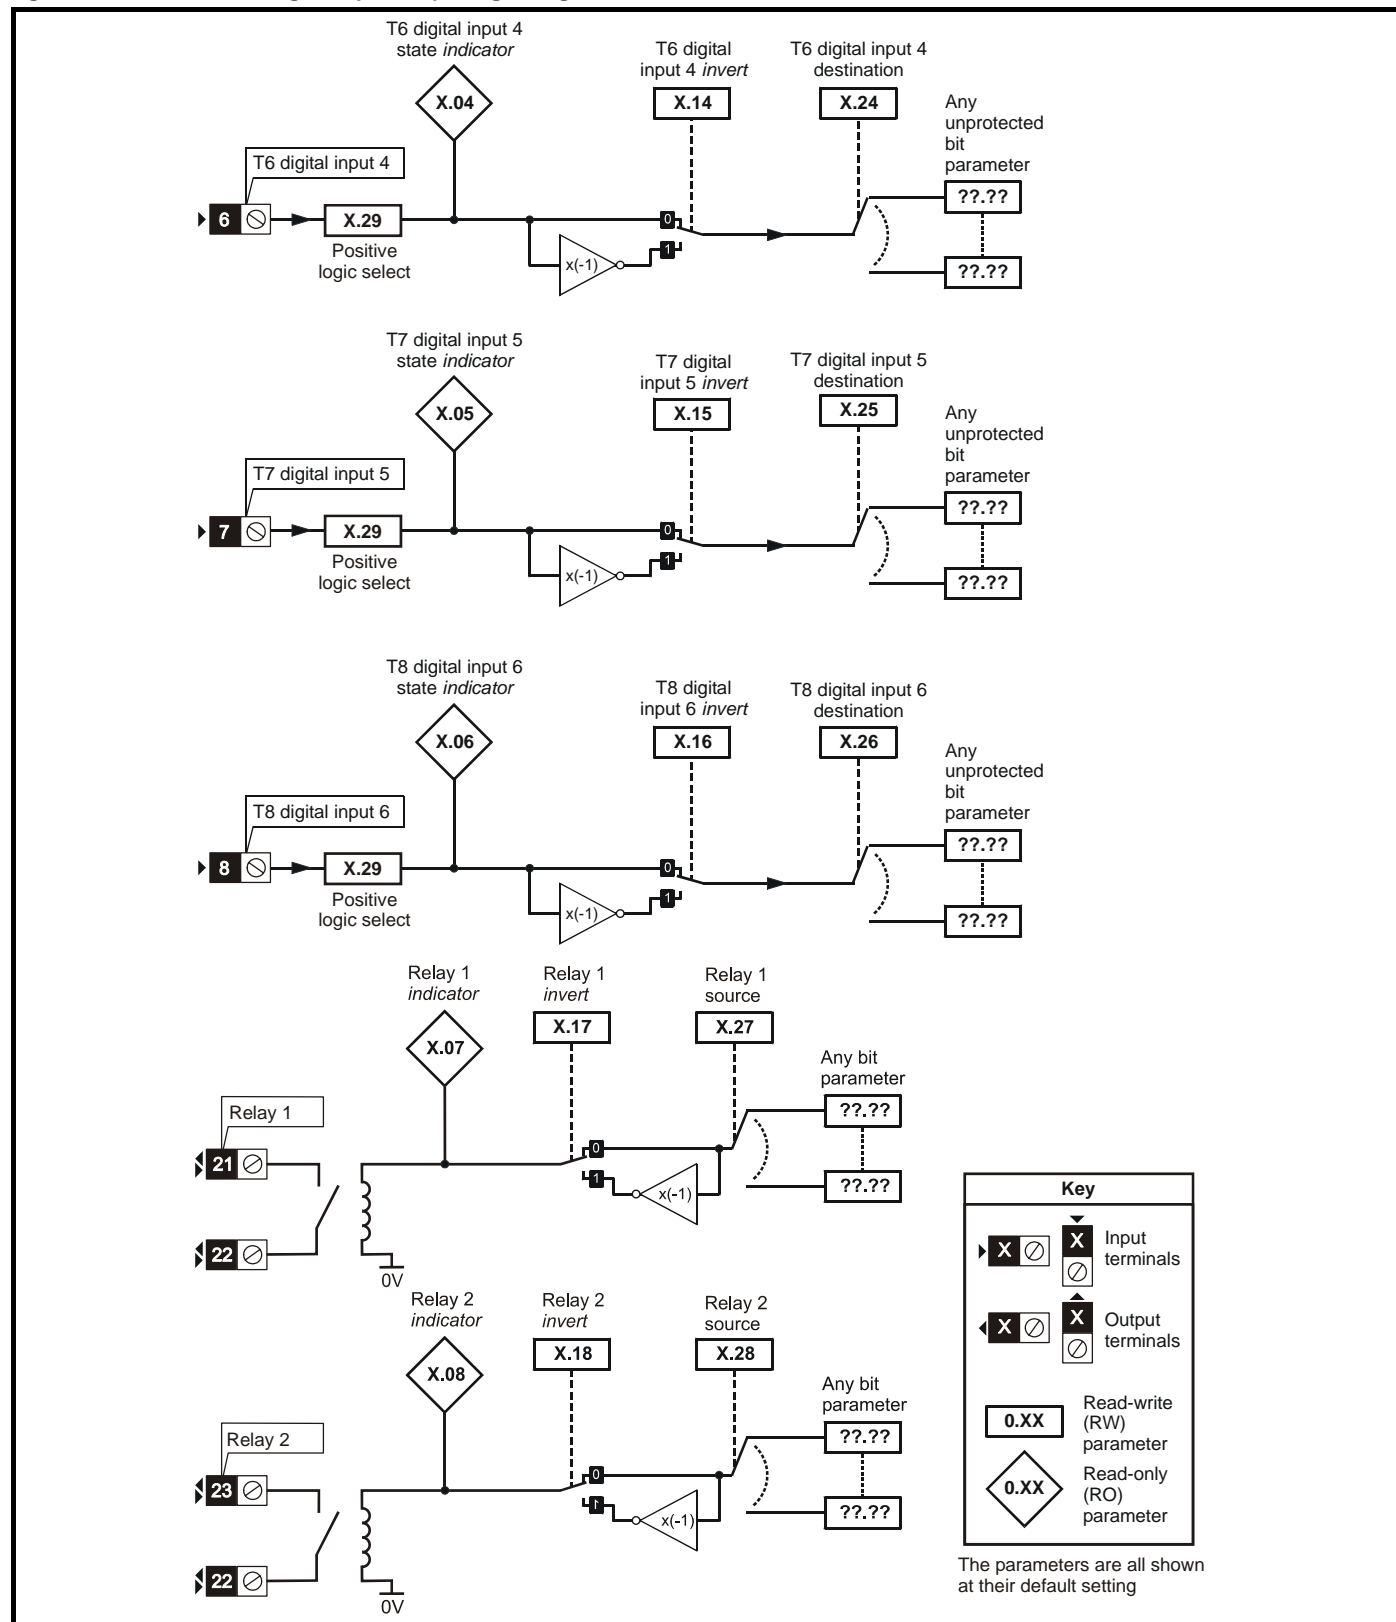 T6 digital input 4
state indicator
T6 digital
input 4 invert
T6 digital input 4
destination
X.04
X.14
X.24
Any
unprotected
bit
parameter
T6 digital input 4
??.??
6
X.29
0
Positive
logic select
1
x(-1)
??.??
T7 digital input 5
state indicator
T7 digital
input 5 invert
T7 digital input 5
destination
X.05
X.15
X.25
Any
unprotected
bit
parameter
T7 digital input 5
??.??
7
X.29
0
Positive
logic select
1
x(-1)
??.??
T8 digital input 6
state indicator
T8 digital
input 6 invert
T8 digital input 6
destination
X.06
X.16
X.26
Any
unprotected
bit
parameter
T8 digital input 6
??.??
8
X.29
0
Positive
logic select
1
x(-1)
??.??
Relay 1
indicator
Relay 1
invert
Relay 1
source
X.07
X.17
X.27
Any bit
parameter
Relay 1
??.??
21
0
1
x(-1)
??.??
22
0V
Relay 2
indicator
Relay 2
invert
Relay 2
source
X.08
X.18
X.28
Any bit
parameter
Relay 2
??.??
23
0
1
x(-1)
??.??
22
0V
Key
X
X
Input
terminals
X
X
Output
terminals
0.XX
Read-write
(RW)
parameter
0.XX
Read-only
(RO)
parameter
The parameters are all shown
at their default setting